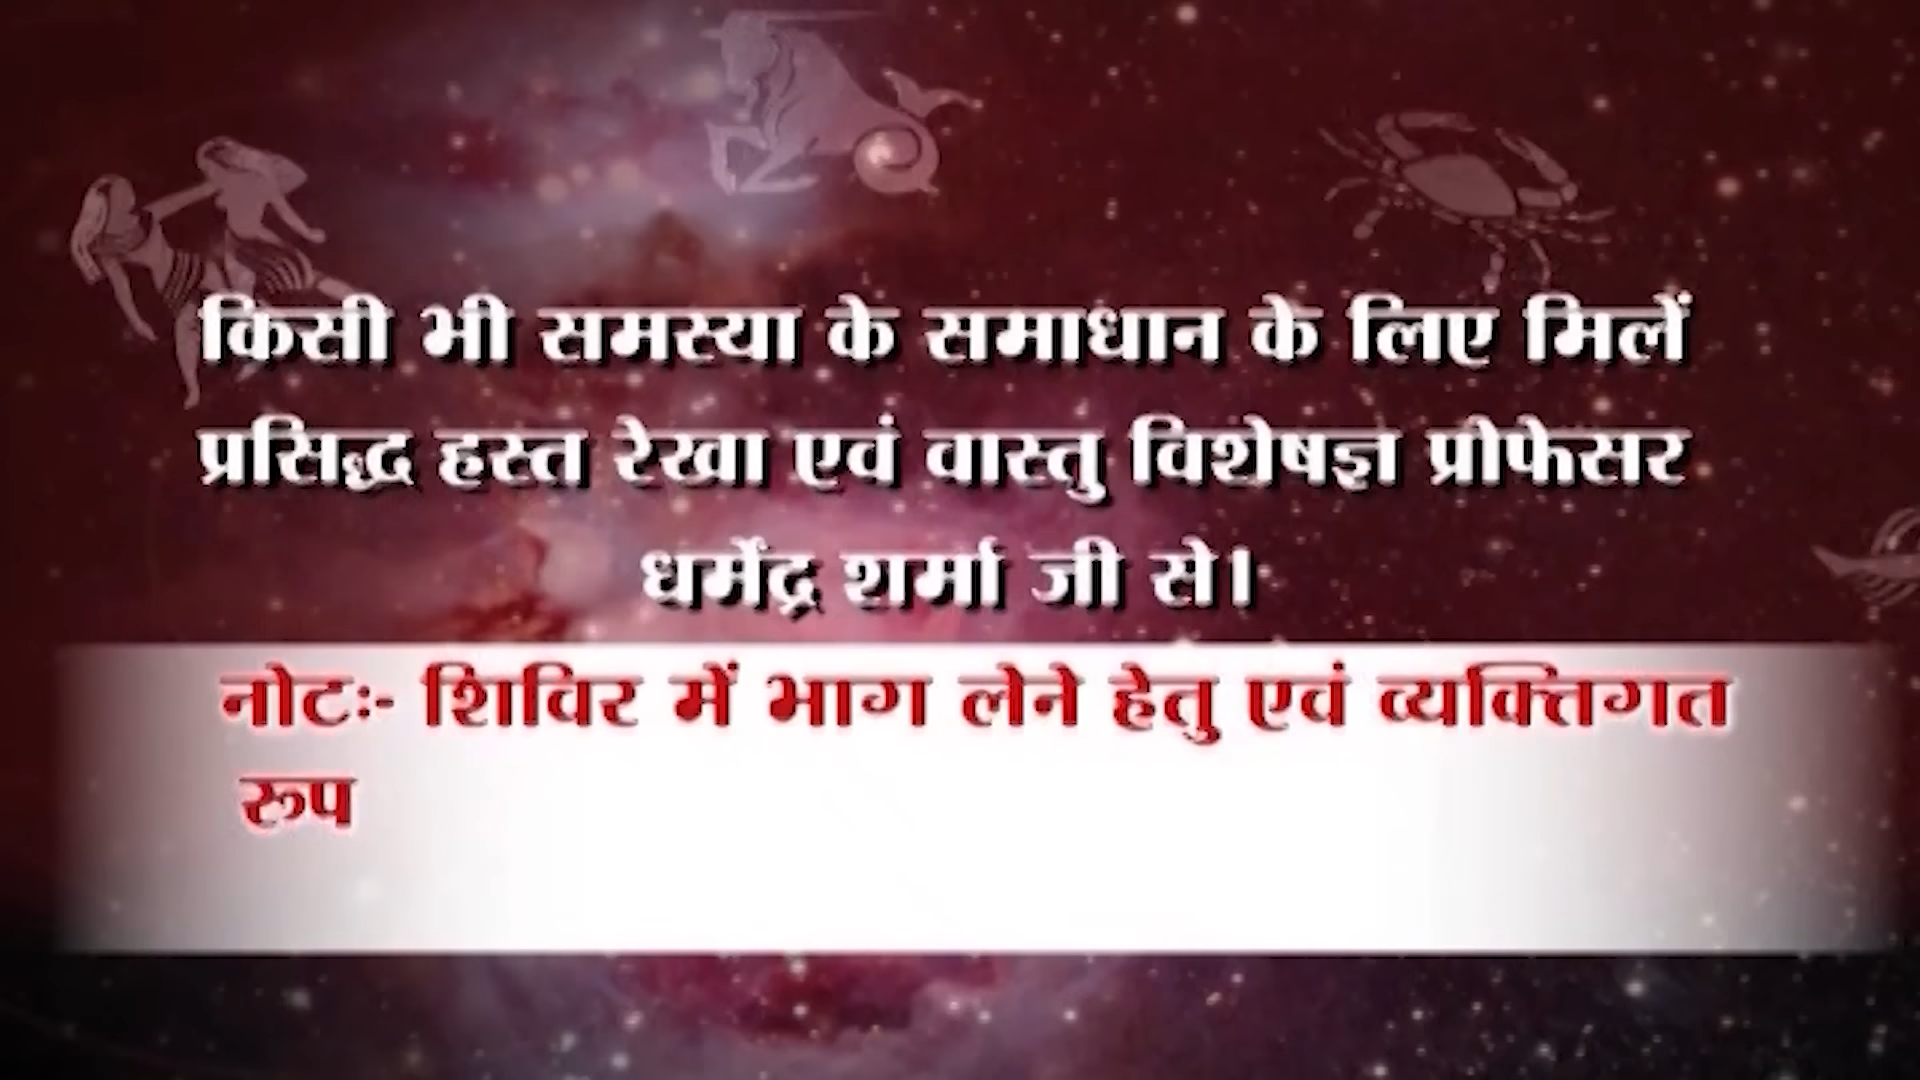 किसी भी समस्या के समाधान के लिए मिलें
प्रसिद्ध हस्त रेखा एवं वास्तु विशेषज्ञ प्रोफेसर
धर्मेंद्र शर्मा जी से।
नोटः- शिविर में भाग लेने हेतु एवं व्यक्तिगत
रूप